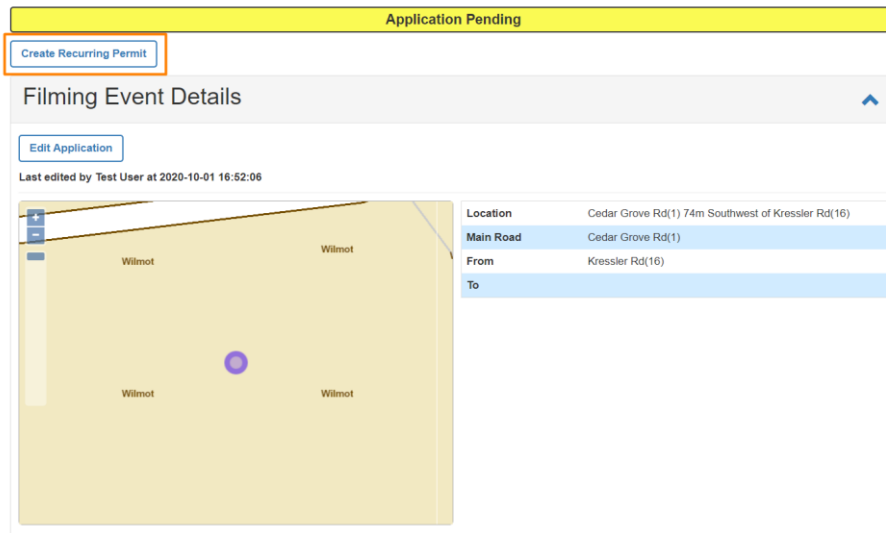 Application Pending
Create Recurring Permit
Filming Event Details
Edit Application
Last edited by Test User at 2020-10-01 16:52:06
+
−
Wilmot
Wilmot
Wilmot
Wilmot
Location Cedar Grove Rd(1) 74m Southwest of Kressler Rd(16)
Main Road Cedar Grove Rd(1)
From Kressler Rd(16)
To